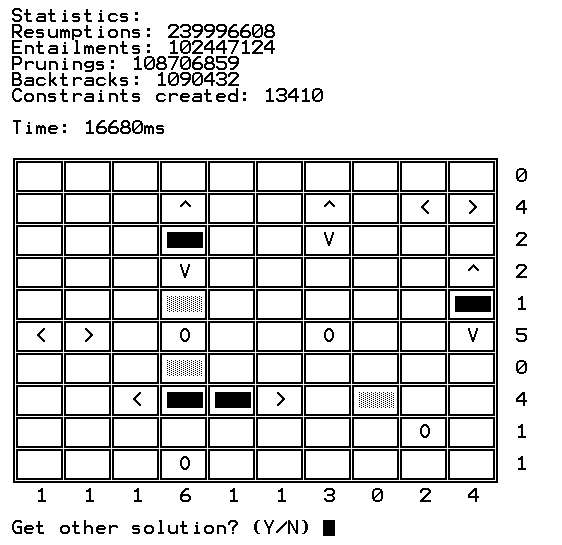 Statistics:
Resumptions: 239996608
Entailments: 102447124
Prunings: 108706859
Backtracks: 1090432
Constraints created: 13410
Time: 16680ms
0
^ ^ < > 4
V 2
V ^ 2
1
< > O O V 5
0
< > 4
O 1
O 1
1 1 1 6 1 1 3 0 2 4
Get other solution? (Y/N)